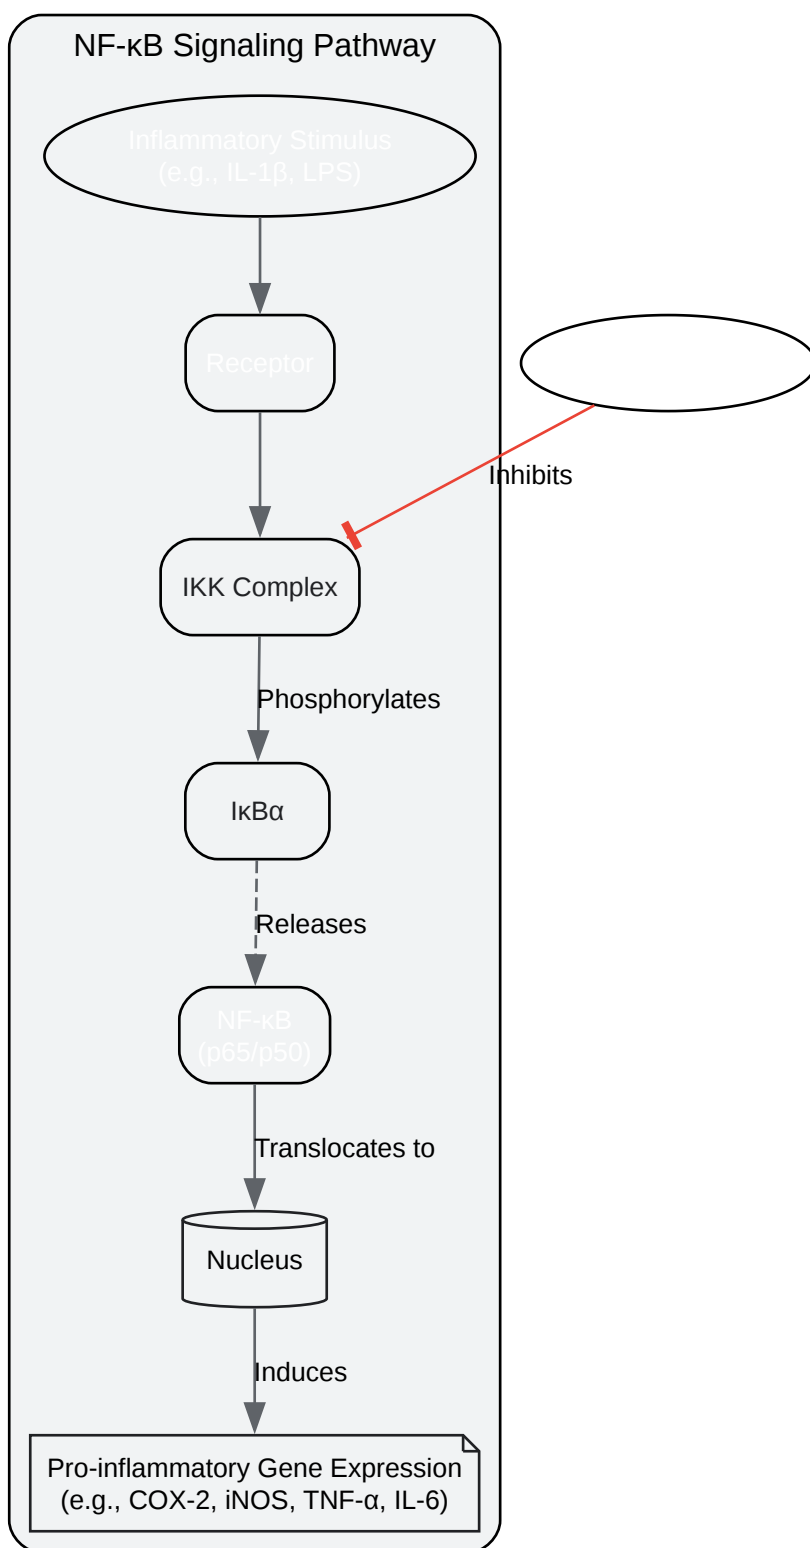 NF-κB Signaling Pathway
Inflammatory Stimulus
(e.g., IL-1β, LPS)
Receptor
Inhibits
IKK Complex
Phosphorylates
IκBα
Releases
NF-κB
(p65/p50)
Translocates to
Nucleus
Induces
Pro-inflammatory Gene Expression
(e.g., COX-2, iNOS, TNF-α, IL-6)